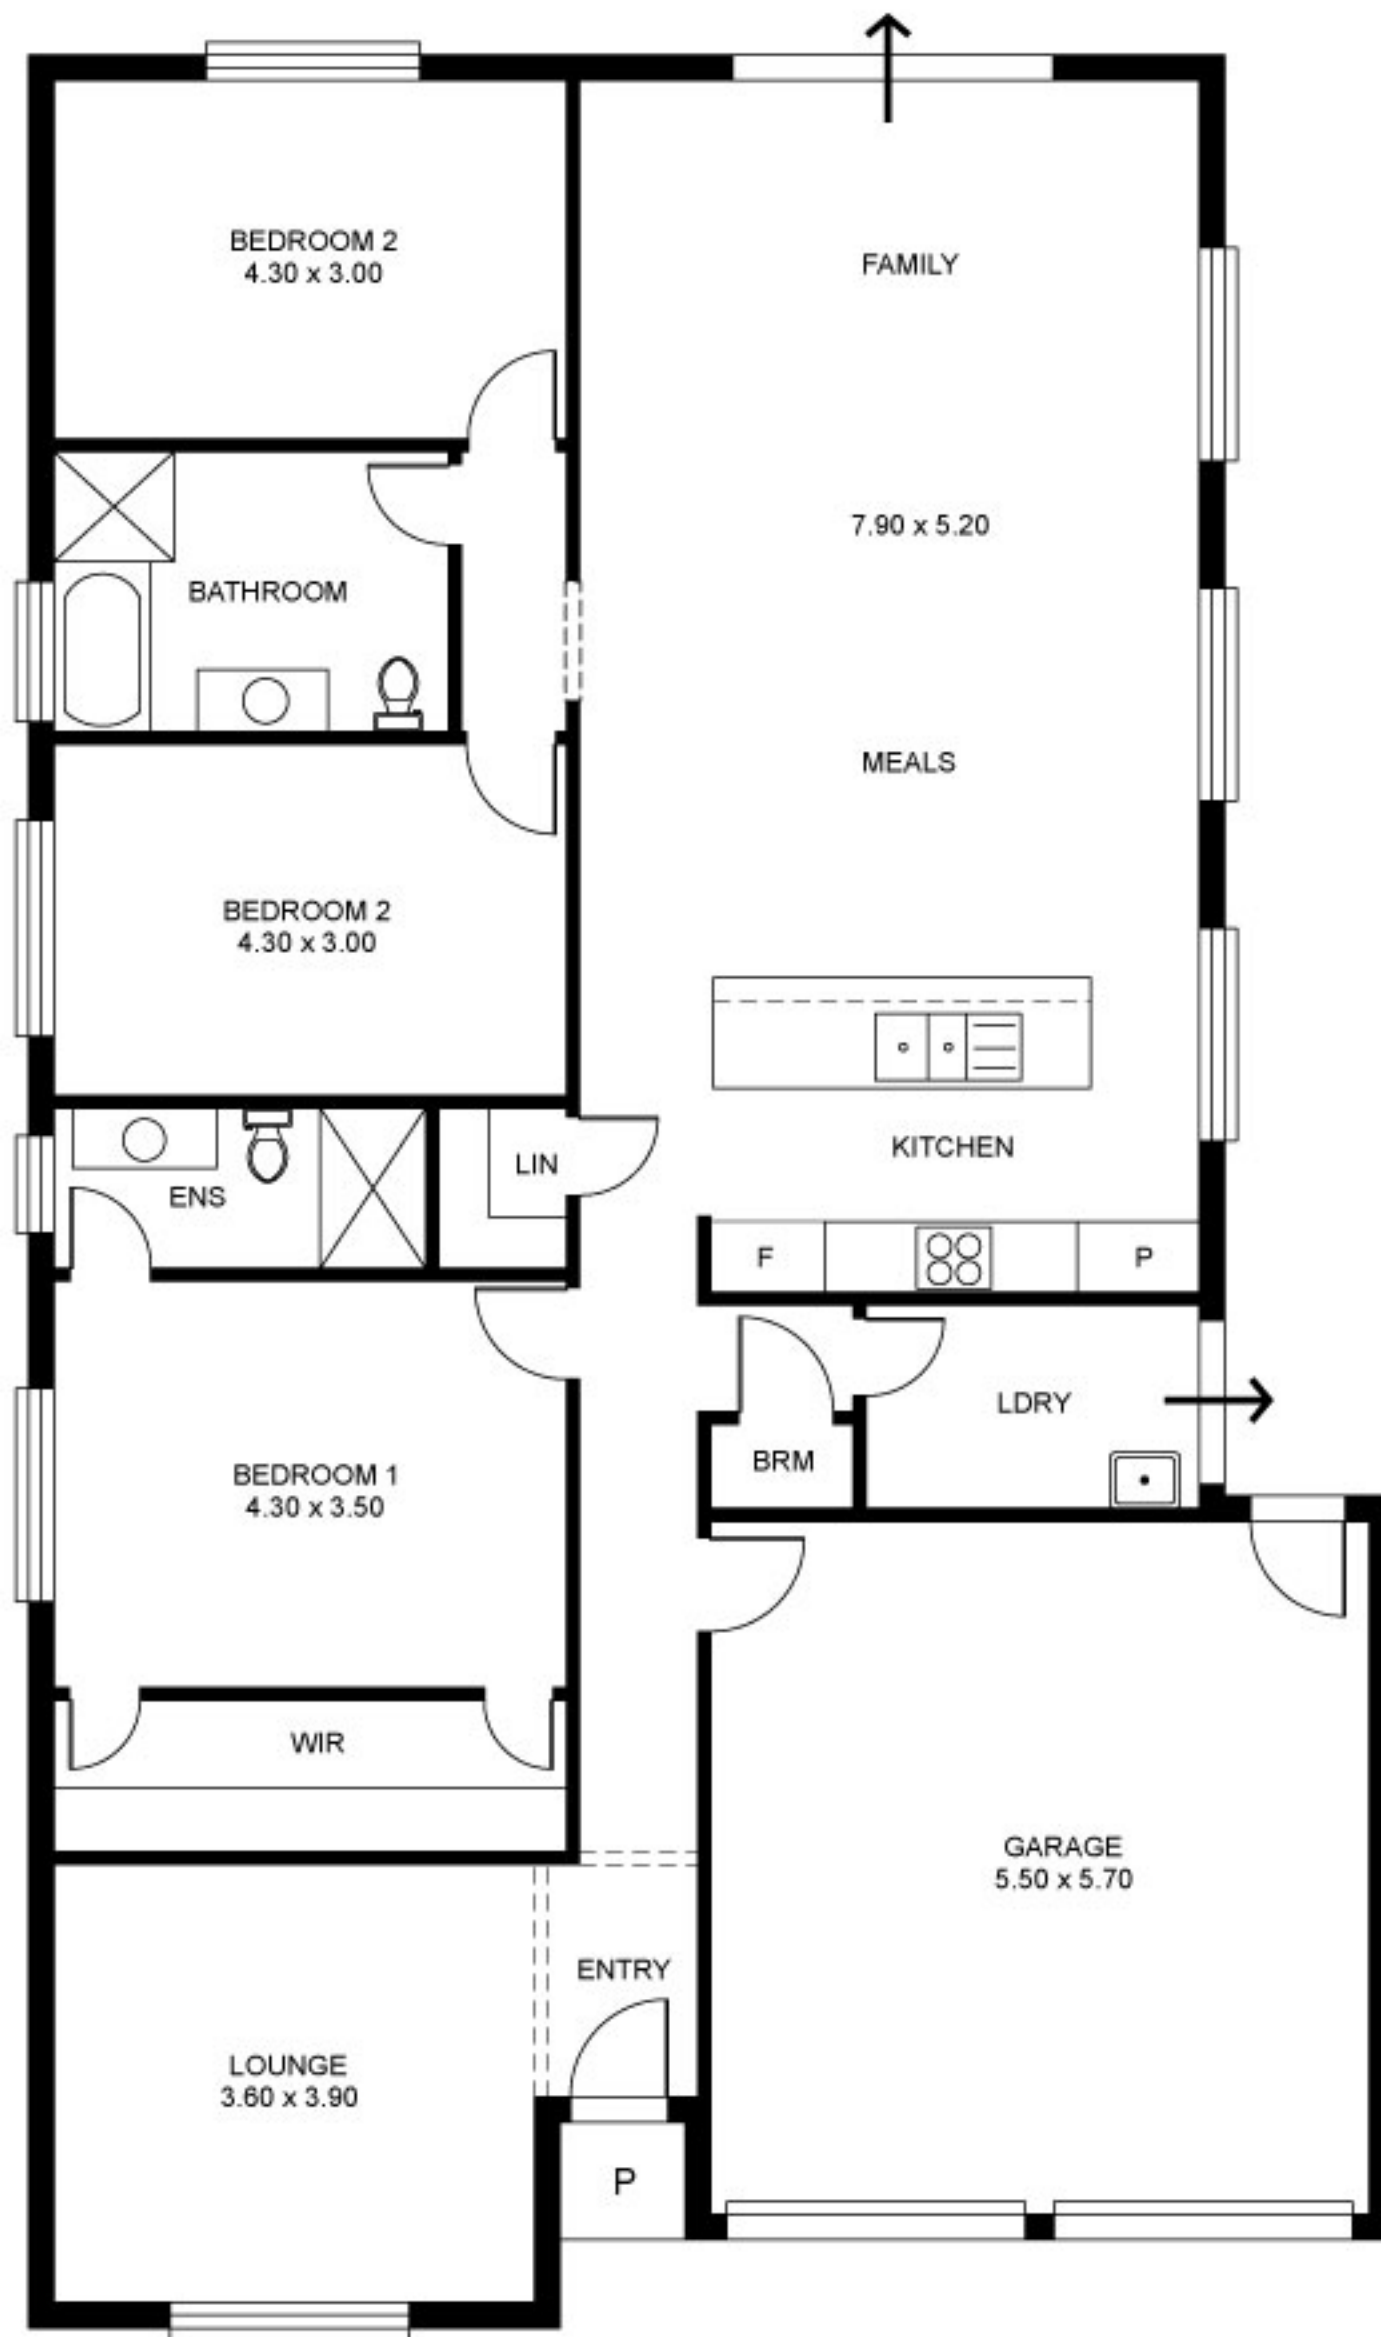 BEDROOM 2
4.30 x 3.00
FAMILY
7.90 x 5.20
BATHROOM
MEALS
BEDROOM 2
4.30 x 3.00
KITCHEN
LIN
ENS
F
P
LDRY
BRM
BEDROOM 1
4.30 x 3.50
WIR
GARAGE
5.50 x 5.70
ENTRY
LOUNGE
3.60 x 3.90
P